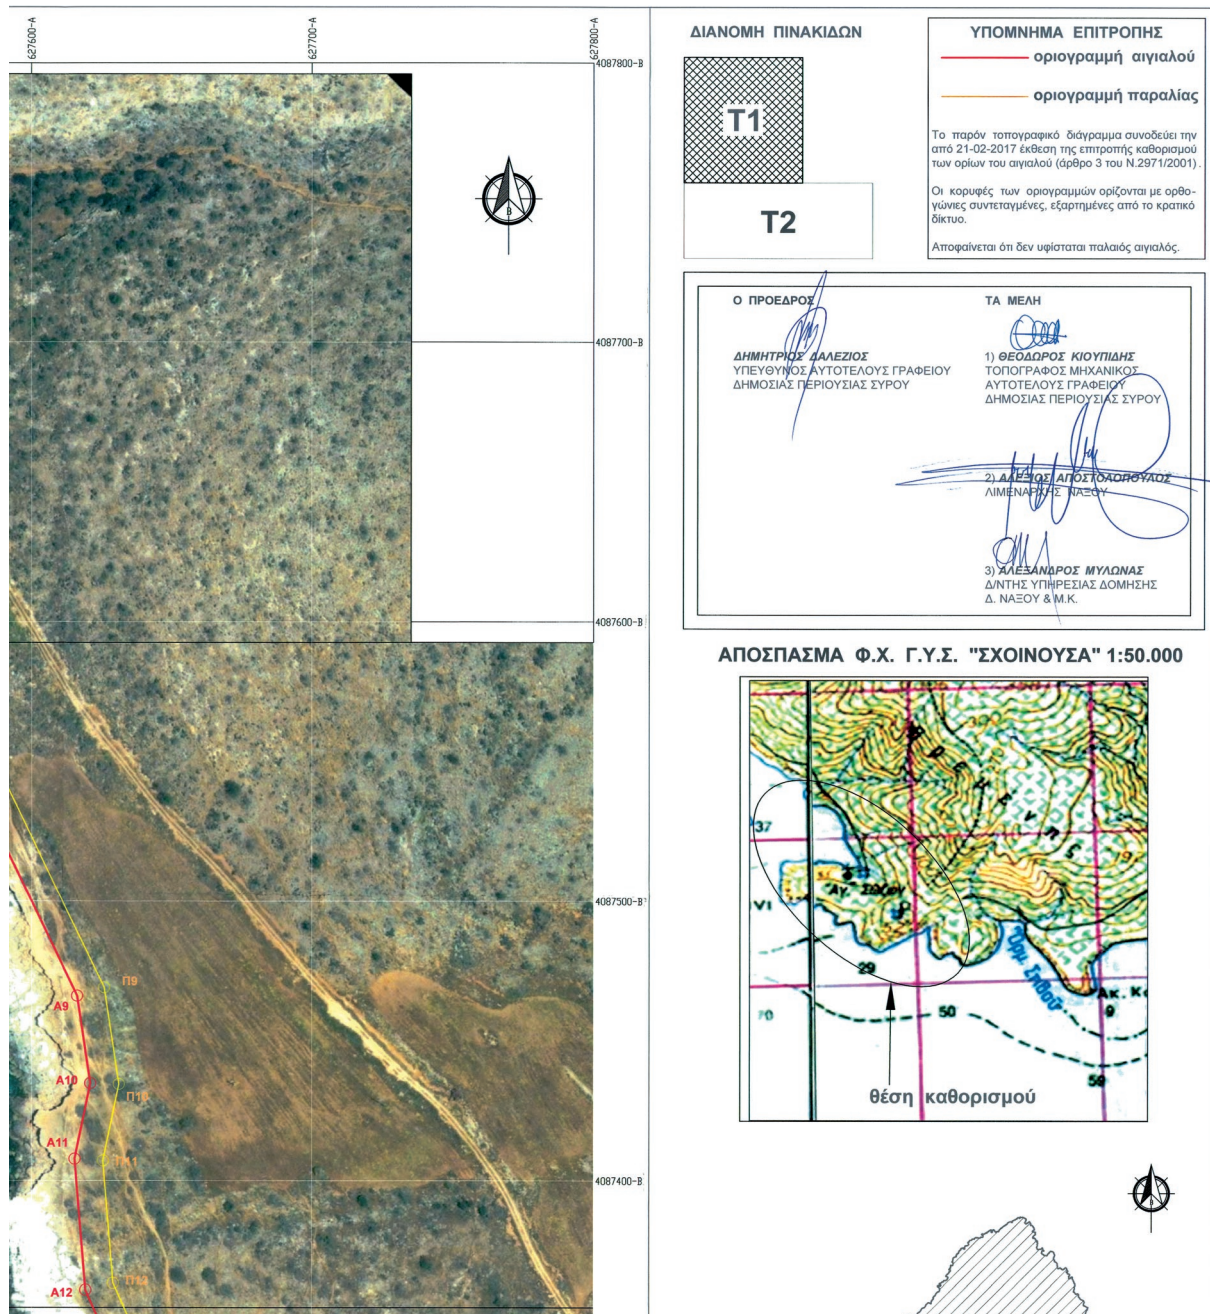 627600-A
627700-A
627800-A
4087800-B
4087700-B
4087600-B
4087500-B
4087400-B
B
A9
A10
A11
A12
Π9
Π10
Π11
Π12
ΔΙΑΝΟΜΗ ΠΙΝΑΚΙΔΩΝ
T1
T2
ΥΠΟΜΝΗΜΑ ΕΠΙΤΡΟΠΗΣ
οριογραμμή αιγιαλού
οριογραμμή παραλίας
Το παρόν τοπογραφικό διάγραμμα συνοδεύει την
από 21-02-2017 έκθεση της επιτροπής καθορισμού
των ορίων του αιγιαλού (άρθρο 3 του Ν.2971/2001).
Οι κορυφές των οριογραμμών ορίζονται με ορθο-
γώνιες συντεταγμένες, εξαρτημένες από το κρατικό
δίκτυο.
Αποφαίνεται ότι δεν υφίσταται παλαιός αιγιαλός.
Ο ΠΡΟΕΔΡΟΣ
ΔΗΜΗΤΡΙΟΣ ΔΑΛΕΖΙΟΣ
ΥΠΕΥΘΥΝΟΣ ΑΥΤΟΤΕΛΟΥΣ ΓΡΑΦΕΙΟΥ
ΔΗΜΟΣΙΑΣ ΠΕΡΙΟΥΣΙΑΣ ΣΥΡΟΥ
ΤΑ ΜΕΛΗ
1) ΘΕΟΔΩΡΟΣ ΚΙΟΥΠΙΔΗΣ
ΤΟΠΟΓΡΑΦΟΣ ΜΗΧΑΝΙΚΟΣ
ΑΥΤΟΤΕΛΟΥΣ ΓΡΑΦΕΙΟΥ
ΔΗΜΟΣΙΑΣ ΠΕΡΙΟΥΣΙΑΣ ΣΥΡΟΥ
2) ΑΛΕΞΙΟΣ ΑΠΟΣΤΟΛΟΠΟΥΛΟΣ
ΛΙΜΕΝΑΡΧΗΣ ΝΑΞΟΥ
3) ΑΛΕΞΑΝΔΡΟΣ ΜΥΛΩΝΑΣ
Δ/ΝΤΗΣ ΥΠΗΡΕΣΙΑΣ ΔΟΜΗΣΗΣ
Δ. ΝΑΞΟΥ & Μ.Κ.
ΑΠΟΣΠΑΣΜΑ Φ.Χ. Γ.Υ.Σ. "ΣΧΟΙΝΟΥΣΑ" 1:50.000
300
37
VI
29
50
Ακ.
9
59
θέση καθορισμού